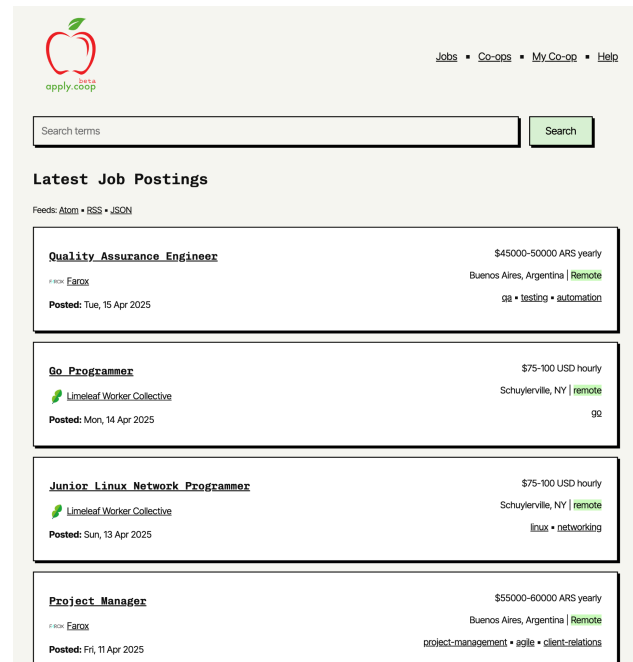 beta
apply.coop
Jobs ▪ Co-ops ▪ My Co-op ▪ Help
Search terms
Search
Latest Job Postings
Feeds: Atom ▪ RSS ▪ JSON
Quality Assurance Engineer
$45000-50000 ARS yearly
Buenos Aires, Argentina | Remote
Farox
qa ▪ testing ▪ automation
Posted: Tue, 15 Apr 2025
Go Programmer
$75-100 USD hourly
Schuylerville, NY | remote
Limeleaf Worker Collective
go
Posted: Mon, 14 Apr 2025
Junior Linux Network Programmer
$75-100 USD hourly
Schuylerville, NY | remote
Limeleaf Worker Collective
linux ▪ networking
Posted: Sun, 13 Apr 2025
Project Manager
$55000-60000 ARS yearly
Buenos Aires, Argentina | Remote
Farox
project-management ▪ agile ▪ client-relations
Posted: Fri, 11 Apr 2025